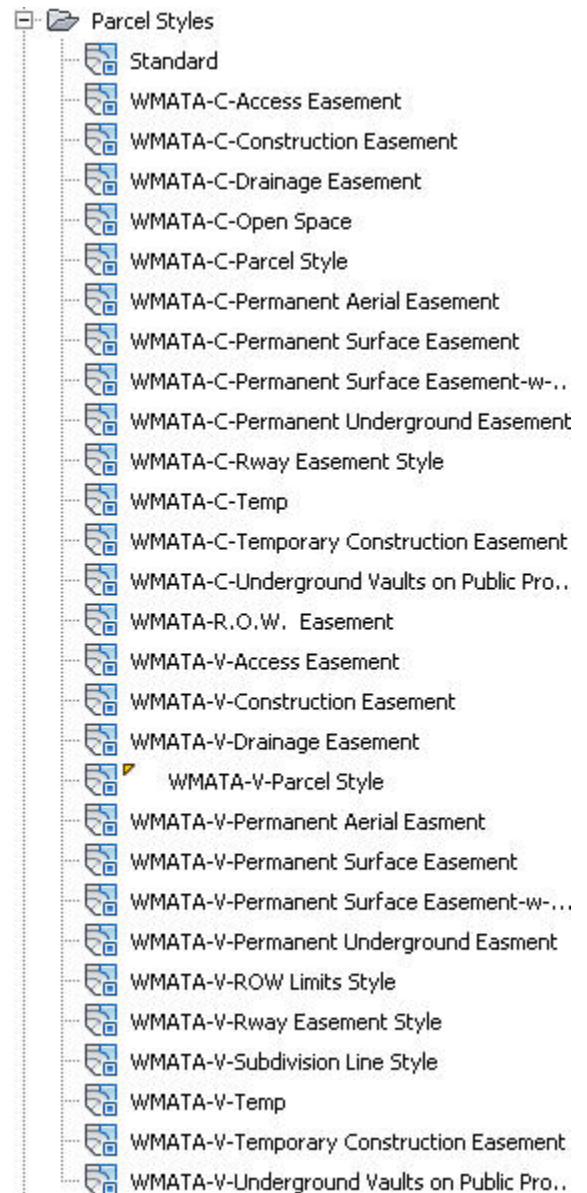 Parcel Styles
Standard
WMATA-C-Access Easement
WMATA-C-Construction Easement
WMATA-C-Drainage Easement
WMATA-C-Open Space
WMATA-C-Parcel Style
WMATA-C-Permanent Aerial Easement
WMATA-C-Permanent Surface Easement
WMATA-C-Permanent Surface Easement-w-...
WMATA-C-Permanent Underground Easement
WMATA-C-Rway Easement Style
WMATA-C-Temp
WMATA-C-Temporary Construction Easement
WMATA-C-Underground Vaults on Public Pro...
WMATA-R.O.W.  Easement
WMATA-V-Access Easement
WMATA-V-Construction Easement
WMATA-V-Drainage Easement
WMATA-V-Parcel Style
WMATA-V-Permanent Aerial Easment
WMATA-V-Permanent Surface Easement
WMATA-V-Permanent Surface Easement-w-...
WMATA-V-Permanent Underground Easment
WMATA-V-ROW Limits Style
WMATA-V-Rway Easement Style
WMATA-V-Subdivision Line Style
WMATA-V-Temp
WMATA-V-Temporary Construction Easement
WMATA-V-Underground Vaults on Public Pro...